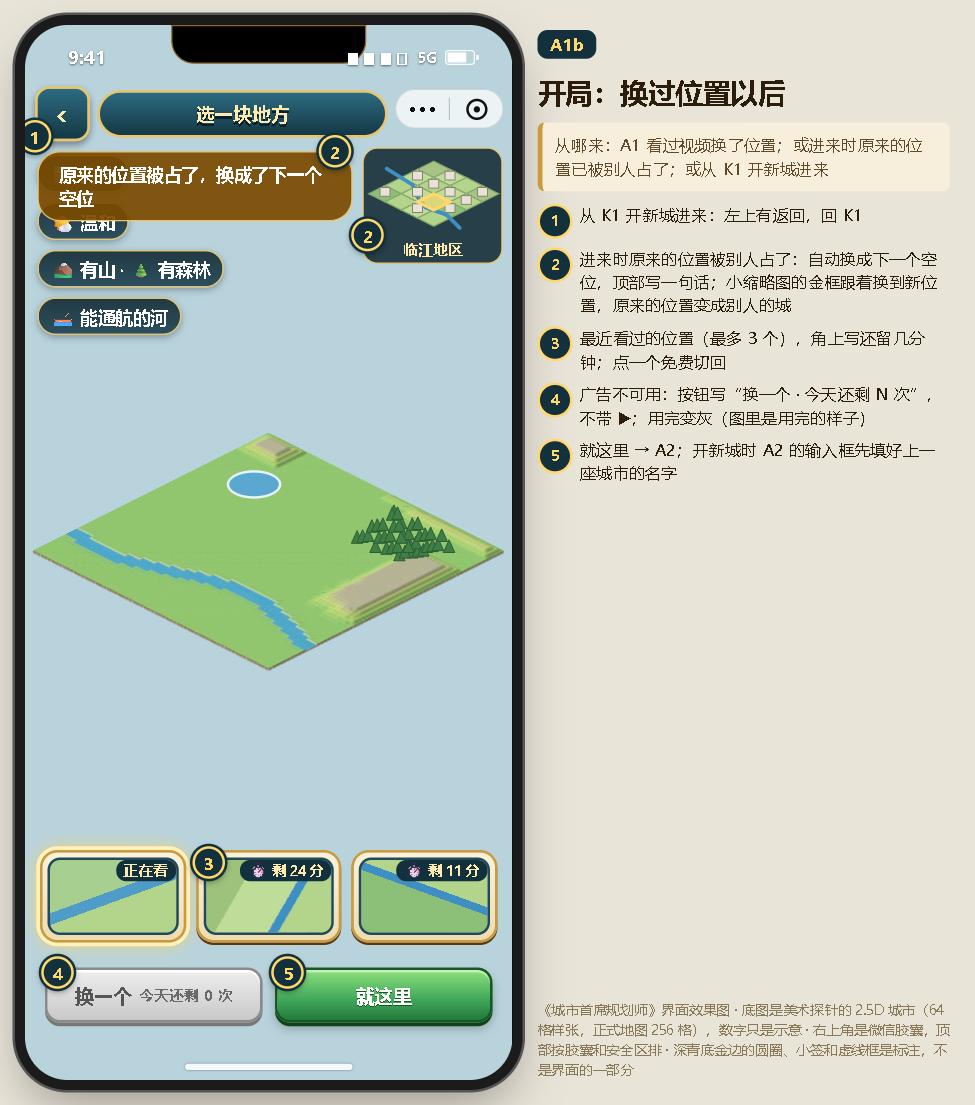 9:41
5G
选一块地方
1
2
原来的位置被占了，换成了下一个
空位
温和
有山· 有森林
能通航的河
2
临江地区
正在看
3
剩 24 分
剩 11 分
4
换一个 今天还剩 0 次
5
就这里
A1b
开局：换过位置以后
从哪来：A1 看过视频换了位置；或进来时原来的位
置已被别人占了；或从 K1 开新城进来
1 从 K1 开新城进来：左上有返回，回 K1
2 进来时原来的位置被别人占了：自动换成下一个空
位，顶部写一句话；小缩略图的金框跟着换到新位
置，原来的位置变成别人的城
3 最近看过的位置（最多 3 个），角上写还留几分
钟；点一个免费切回
4 广告不可用：按钮写“换一个 · 今天还剩 N 次”，
不带 ▶；用完变灰（图里是用完的样子）
5 就这里 → A2；开新城时 A2 的输入框先填好上一
座城市的名字
《城市首席规划师》界面效果图 · 底图是美术探针的 2.5D 城市（64
格样张，正式地图 256 格），数字只是示意 · 右上角是微信胶囊，顶
部按胶囊和安全区排 · 深青底金边的圆圈、小签和虚线框是标注，不
是界面的一部分